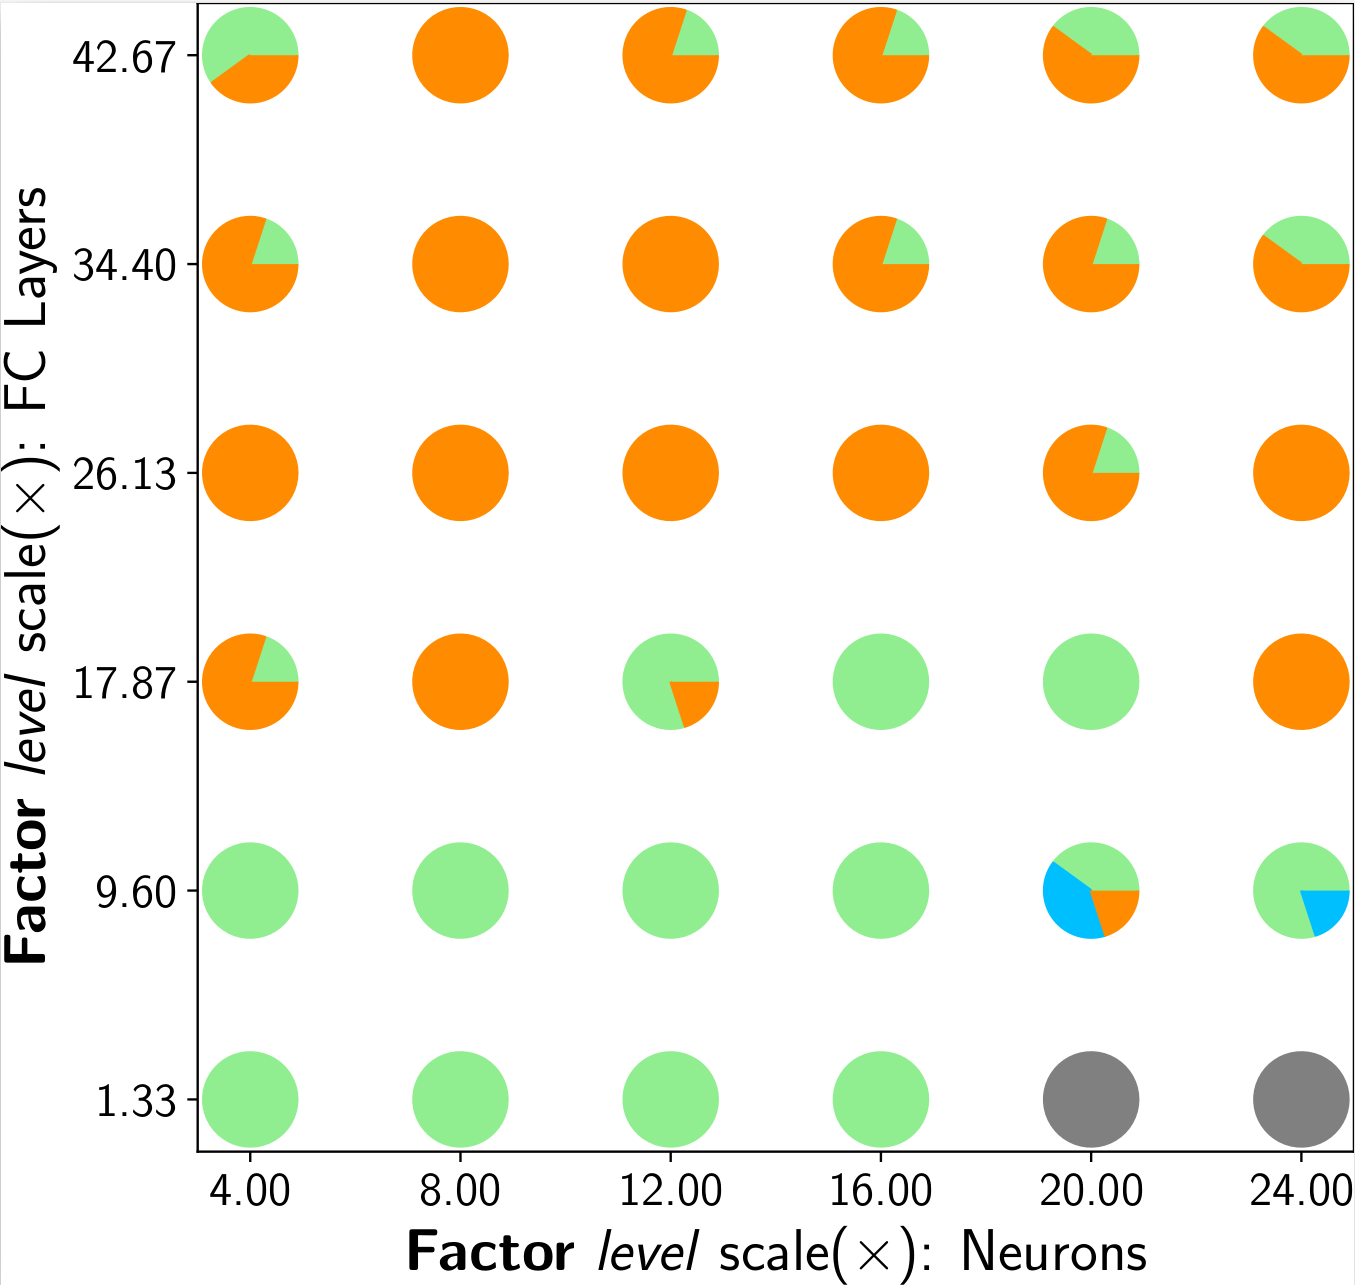 Factor level scale(×): FC Layers
42.67
34.40
26.13
17.87
9.60
1.33
4.00 8.00 12.00 16.00 20.00 24.00
Factor level scale(×): Neurons